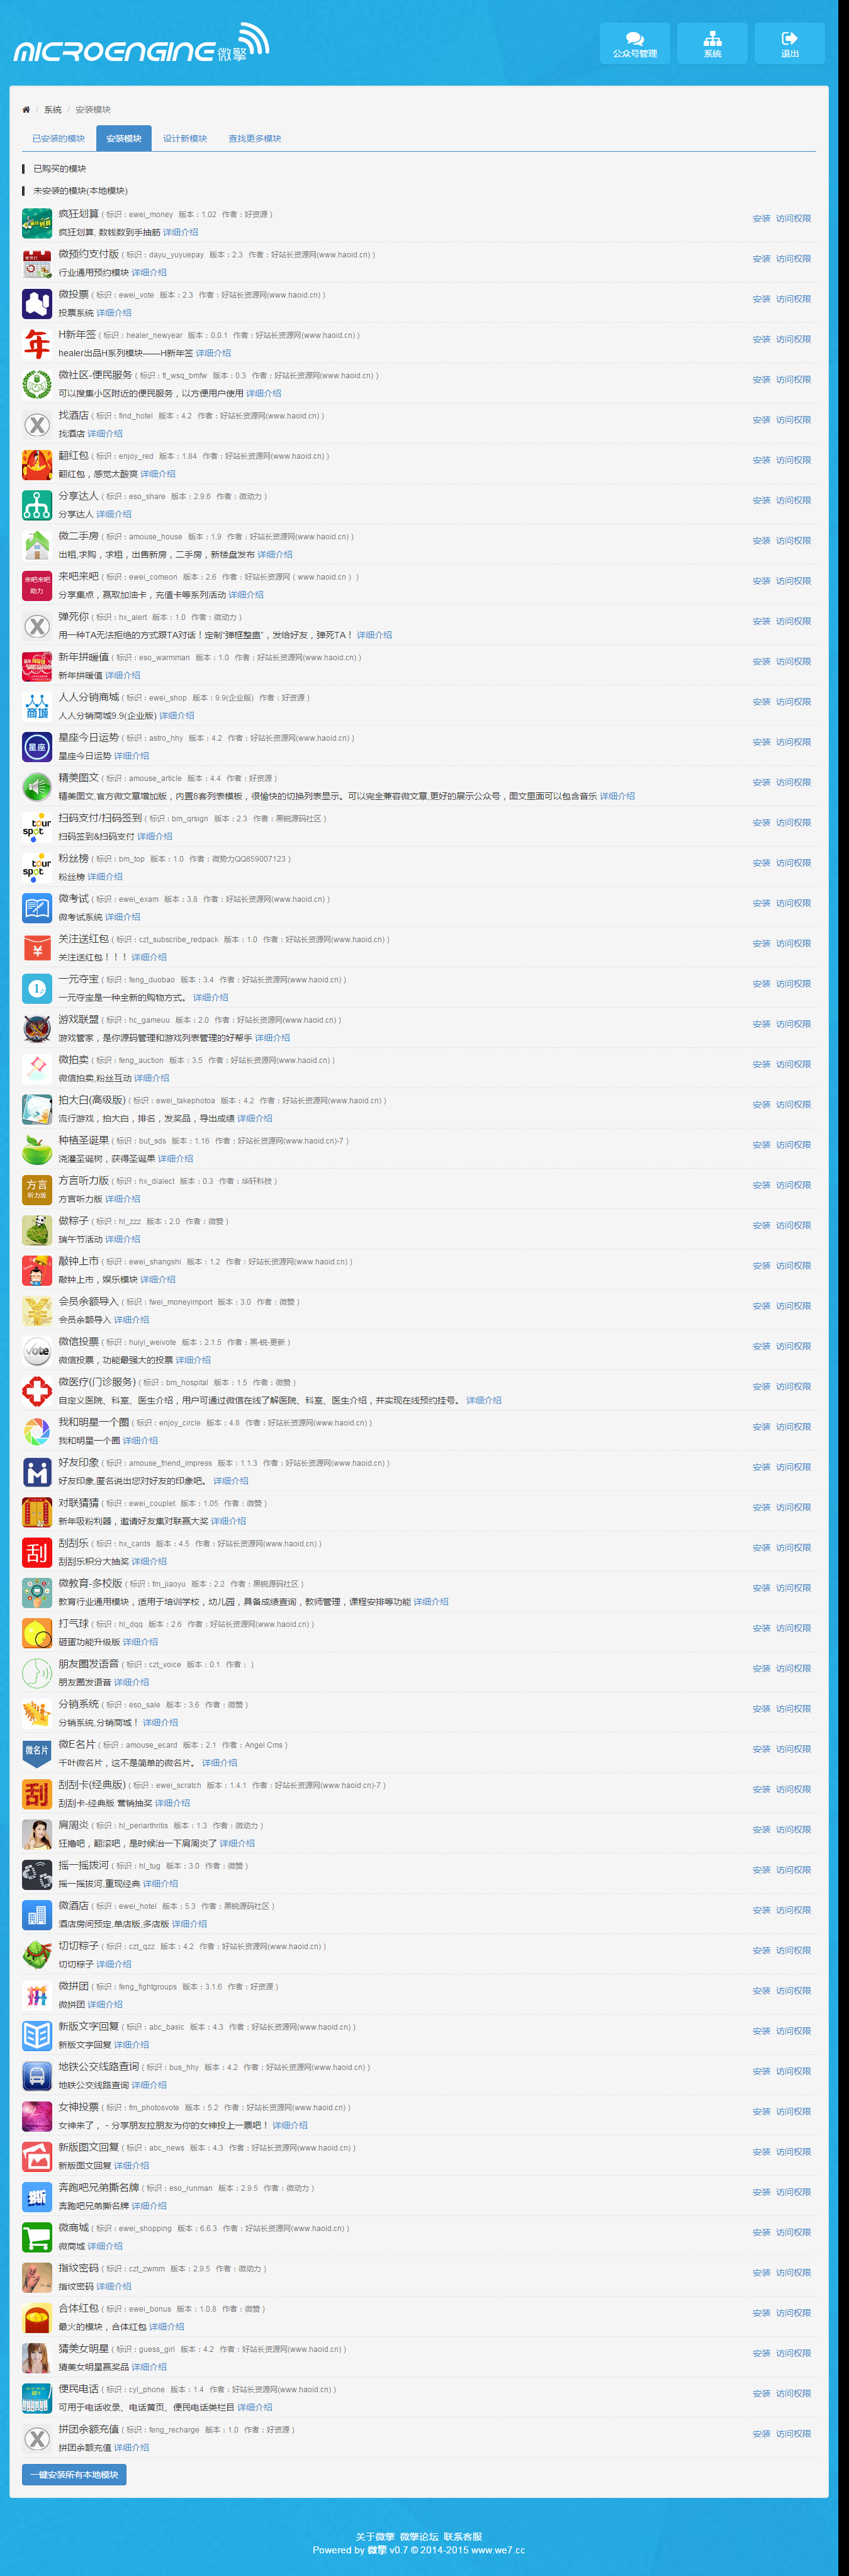 MICROENGINE微擎
公众号管理
系统
退出
/ 系统 / 安装模块
已安装的模块 安装模块 设计新模块 查找更多模块
已购买的模块
未安装的模块(本地模块)
疯狂划算 ( 标识：ewei_money 版本：1.02 作者：好资源 ) 安装 访问权限
疯狂划算, 数钱数到手抽筋 详细介绍
微预约支付版 ( 标识：dayu_yuyuepay 版本：2.3 作者：好站长资源网(www.haoid.cn) ) 安装 访问权限
行业通用预约模块 详细介绍
微投票 ( 标识：ewei_vote 版本：2.3 作者：好站长资源网(www.haoid.cn) ) 安装 访问权限
投票系统 详细介绍
H新年签 ( 标识：healer_newyear 版本：0.0.1 作者：好站长资源网(www.haoid.cn) ) 安装 访问权限
healer出品H系列模块——H新年签 详细介绍
微社区-便民服务 ( 标识：fl_wsq_bmfw 版本：0.3 作者：好站长资源网(www.haoid.cn) ) 安装 访问权限
可以搜集小区附近的便民服务，以方便用户使用 详细介绍
找酒店 ( 标识：find_hotel 版本：4.2 作者：好站长资源网(www.haoid.cn) ) 安装 访问权限
找酒店 详细介绍
翻红包 ( 标识：enjoy_red 版本：1.84 作者：好站长资源网(www.haoid.cn) ) 安装 访问权限
翻红包，感觉太酸爽 详细介绍
分享达人 ( 标识：eso_share 版本：2.9.6 作者：微动力 ) 安装 访问权限
分享达人 详细介绍
微二手房 ( 标识：amouse_house 版本：1.9 作者：好站长资源网(www.haoid.cn) ) 安装 访问权限
出租,求购，求租，出售新房，二手房，新楼盘发布 详细介绍
来吧来吧 ( 标识：ewei_comeon 版本：2.6 作者：好站长资源网（www.haoid.cn））安装 访问权限
分享集点，赢取加油卡，充值卡等系列活动 详细介绍
弹死你 ( 标识：hx_alert 版本：1.0 作者：微动力 ) 安装 访问权限
用一种TA无法拒绝的方式跟TA对话！定制“弹框整蛊”，发给好友，弹死TA！ 详细介绍
新年拼暖值 ( 标识：eso_warmman 版本：1.0 作者：好站长资源网(www.haoid.cn) ) 安装 访问权限
新年拼暖值 详细介绍
人人分销商城 ( 标识：ewei_shop 版本：9.9(企业版) 作者：好资源 ) 安装 访问权限
人人分销商城9.9(企业版) 详细介绍
星座今日运势 ( 标识：astro_hhy 版本：4.2 作者：好站长资源网(www.haoid.cn) ) 安装 访问权限
星座今日运势 详细介绍
精美图文 ( 标识：amouse_article 版本：4.4 作者：好资源 ) 安装 访问权限
精美图文,官方微文章增加版，内置8套列表模板，很愉快的切换列表显示。可以完全兼容微文章,更好的展示公众号，图文里面可以包含音乐 详细介绍
扫码支付/扫码签到 ( 标识：bm_qrsign 版本：2.3 作者：黑锐源码社区 ) 安装 访问权限
扫码签到&扫码支付 详细介绍
粉丝榜 ( 标识：bm_top 版本：1.0 作者：微势力QQ859007123 ) 安装 访问权限
粉丝榜 详细介绍
微考试 ( 标识：ewei_exam 版本：3.8 作者：好站长资源网(www.haoid.cn) ) 安装 访问权限
微考试系统 详细介绍
关注送红包 ( 标识：czt_subscribe_redpack 版本：1.0 作者：好站长资源网(www.haoid.cn) ) 安装 访问权限
关注送红包！！！ 详细介绍
一元夺宝 ( 标识：feng_duobao 版本：3.4 作者：好站长资源网(www.haoid.cn) ) 安装 访问权限
一元夺宝是一种全新的购物方式。 详细介绍
游戏联盟 ( 标识：hc_gameuu 版本：2.0 作者：好站长资源网(www.haoid.cn) ) 安装 访问权限
游戏管家，是你源码管理和游戏列表管理的好帮手 详细介绍
微拍卖 ( 标识：feng_auction 版本：3.5 作者：好站长资源网(www.haoid.cn) ) 安装 访问权限
微信拍卖,粉丝互动 详细介绍
拍大白(高级版) ( 标识：ewei_takephotoa 版本：4.2 作者：好站长资源网(www.haoid.cn) ) 安装 访问权限
流行游戏，拍大白，排名，发奖品，导出成绩 详细介绍
种植圣诞果 ( 标识：but_sds 版本：1.16 作者：好站长资源网(www.haoid.cn)-7 ) 安装 访问权限
浇灌圣诞树，获得圣诞果 详细介绍
方言听力版 ( 标识：hx_dialect 版本：0.3 作者：华轩科技 ) 安装 访问权限
方言听力版 详细介绍
做粽子 ( 标识：hl_zzz 版本：2.0 作者：微赞 ) 安装 访问权限
瑞午节活动 详细介绍
敲钟上市 ( 标识：ewei_shangshi 版本：1.2 作者：好站长资源网(www.haoid.cn) ) 安装 访问权限
敲钟上市，娱乐模块 详细介绍
会员余额导入 ( 标识：fwei_moneyimport 版本：3.0 作者：微赞 ) 安装 访问权限
会员余额导入 详细介绍
微信投票 ( 标识：huiyi_weivote 版本：2.1.5 作者：黑-锐-更新 ) 安装 访问权限
微信投票，功能最强大的投票 详细介绍
微医疗(门诊服务) ( 标识：bm_hospital 版本：1.5 作者：微赞 ) 安装 访问权限
自定义医院、科室、医生介绍，用户可通过微信在线了解医院、科室、医生介绍，并实现在线预约挂号。 详细介绍
我和明星一个圈 ( 标识：enjoy_circle 版本：4.8 作者：好站长资源网(www.haoid.cn) ) 安装 访问权限
我和明星一个圈 详细介绍
好友印象 ( 标识：amouse_friend_impress 版本：1.1.3 作者：好站长资源网(www.haoid.cn) ) 安装 访问权限
好友印象,匿名说出您对好友的印象吧。 详细介绍
对联猜猜 ( 标识：ewei_couplet 版本：1.05 作者：微赞 ) 安装 访问权限
新年吸粉利器，邀请好友集对联赢大奖 详细介绍
刮刮乐 ( 标识：hx_cards 版本：4.5 作者：好站长资源网(www.haoid.cn) ) 安装 访问权限
刮刮乐积分大抽奖 详细介绍
微教育-多校版 ( 标识：fm_jiaoyu 版本：2.2 作者：黑锐源码社区 ) 安装 访问权限
教育行业通用模块，适用于培训学校，幼儿园，具备成绩查询，教师管理，课程安排等功能 详细介绍
打气球 ( 标识：hl_dqq 版本：2.6 作者：好站长资源网(www.haoid.cn) ) 安装 访问权限
砸蛋功能升级版 详细介绍
朋友圈发语音 ( 标识：czt_voice 版本：0.1 作者： ) 安装 访问权限
朋友圈发语音 详细介绍
分销系统 ( 标识：eso_sale 版本：3.6 作者：微赞 ) 安装 访问权限
分销系统,分销商城！ 详细介绍
微E名片 ( 标识：amouse_ecard 版本：2.1 作者：Angel Cms ) 安装 访问权限
千叶微名片，这不是简单的微名片。 详细介绍
刮刮卡(经典版) ( 标识：ewei_scratch 版本：1.4.1 作者：好站长资源网(www.haoid.cn)-7 ) 安装 访问权限
刮刮卡-经典版 营销抽奖 详细介绍
肩周炎 ( 标识：hl_periarthritis 版本：1.3 作者：微动力 ) 安装 访问权限
狂撸吧，翻滚吧，是时候治一下肩周炎了 详细介绍
摇一摇拔河 ( 标识：hl_tug 版本：3.0 作者：微赞 ) 安装 访问权限
摇一摇拔河,重现经典 详细介绍
微酒店 ( 标识：ewei_hotel 版本：5.3 作者：黑锐源码社区 ) 安装 访问权限
酒店房间预定,单店版,多店版 详细介绍
切切粽子 ( 标识：czt_qzz 版本：4.2 作者：好站长资源网(www.haoid.cn) ) 安装 访问权限
切切粽子 详细介绍
微拼团 ( 标识：feng_fightgroups 版本：3.1.6 作者：好资源 ) 安装 访问权限
微拼团 详细介绍
新版文字回复 ( 标识：abc_basic 版本：4.3 作者：好站长资源网(www.haoid.cn) ) 安装 访问权限
新版文字回复 详细介绍
地铁公交线路查询 ( 标识：bus_hhy 版本：4.2 作者：好站长资源网(www.haoid.cn) ) 安装 访问权限
地铁公交线路查询 详细介绍
女神投票 ( 标识：fm_photosvote 版本：5.2 作者：好站长资源网(www.haoid.cn) ) 安装 访问权限
女神来了， - 分享朋友拉朋友为你的女神投上一票吧！ 详细介绍
新版图文回复 ( 标识：abc_news 版本：4.3 作者：好站长资源网(www.haoid.cn) ) 安装 访问权限
新版图文回复 详细介绍
奔跑吧兄弟撕名牌 ( 标识：eso_runman 版本：2.9.5 作者：微动力 ) 安装 访问权限
奔跑吧兄弟撕名牌 详细介绍
微商城 ( 标识：ewei_shopping 版本：6.6.3 作者：好站长资源网(www.haoid.cn) ) 安装 访问权限
微商城 详细介绍
指纹密码 ( 标识：czt_zwmm 版本：2.9.5 作者：微动力 ) 安装 访问权限
指纹密码 详细介绍
合体红包 ( 标识：ewei_bonus 版本：1.0.8 作者：微赞 ) 安装 访问权限
最火的模块，合体红包 详细介绍
猜美女明星 ( 标识：guess_girl 版本：4.2 作者：好站长资源网(www.haoid.cn) ) 安装 访问权限
猜美女明星赢奖品 详细介绍
便民电话 ( 标识：cyl_phone 版本：1.4 作者：好站长资源网(www.haoid.cn) ) 安装 访问权限
可用于电话收录、电话黄页、便民电话类栏目 详细介绍
拼团余额充值 ( 标识：feng_recharge 版本：1.0 作者：好资源 ) 安装 访问权限
拼团余额充值 详细介绍
一键安装所有本地模块
关于微擎 微擎论坛 联系客服
Powered by 微擎 v0.7 © 2014-2015 www.we7.cc